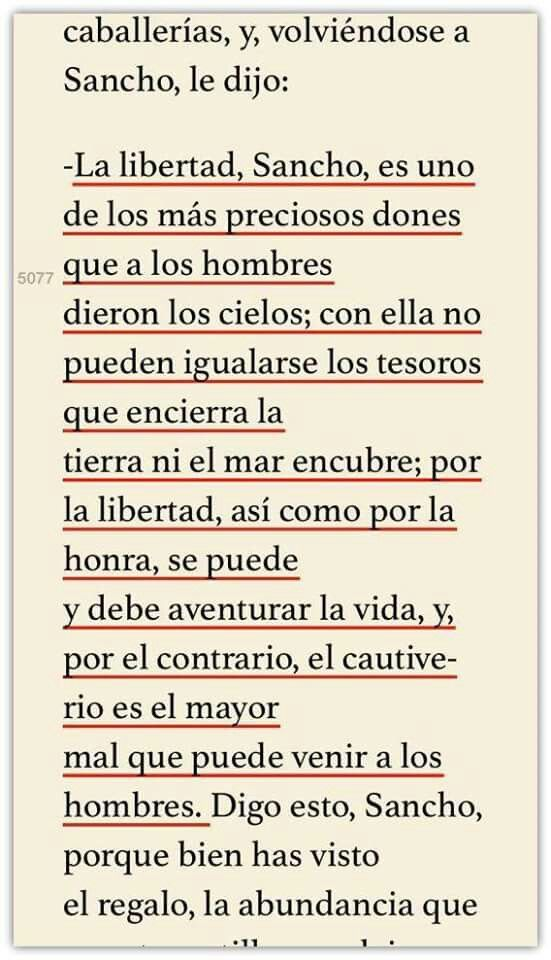 caballerías, y, volviéndose a
Sancho, le dijo:
-La libertad, Sancho, es uno
de los más preciosos dones
5077 que a los hombres
dieron los cielos; con ella no
pueden igualarse los tesoros
que encierra la
tierra ni el mar encubre; por
la libertad, así como por la
honra, se puede
y debe aventurar la vida, y,
por el contrario, el cautive-
rio es el mayor
mal que puede venir a los
hombres. Digo esto, Sancho,
porque bien has visto
el regalo, la abundancia que